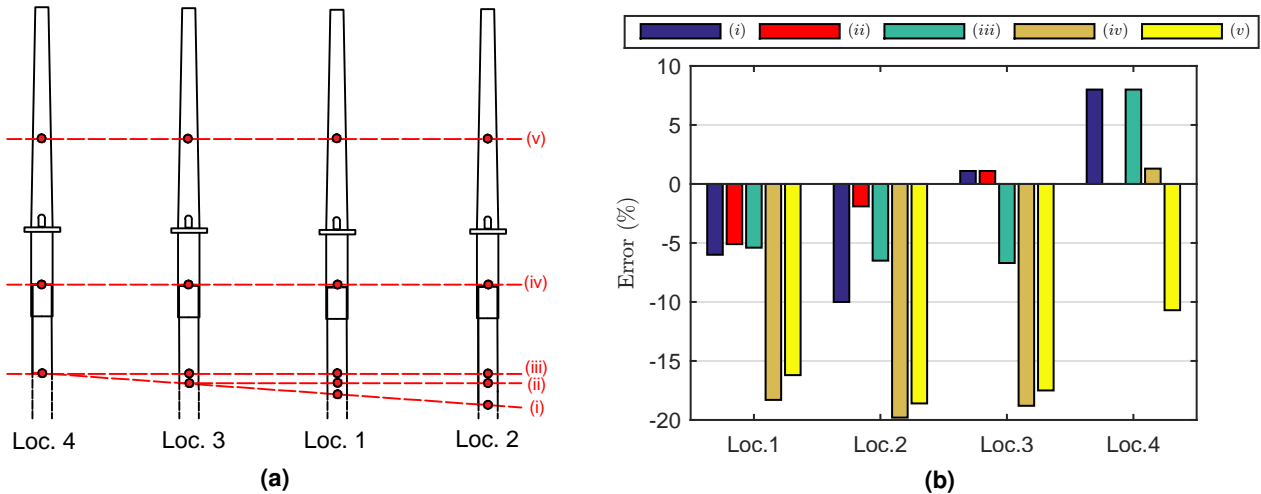 (v)
(iv)
(iii)
(ii)
(i)
Loc. 4 Loc. 3 Loc. 1 Loc. 2
(a)
(i) (ii) (iii) (iv) (v)
10
5
0
-5
-10
-15
-20
Error (%)
Loc.1 Loc.2 Loc.3 Loc.4
(b)